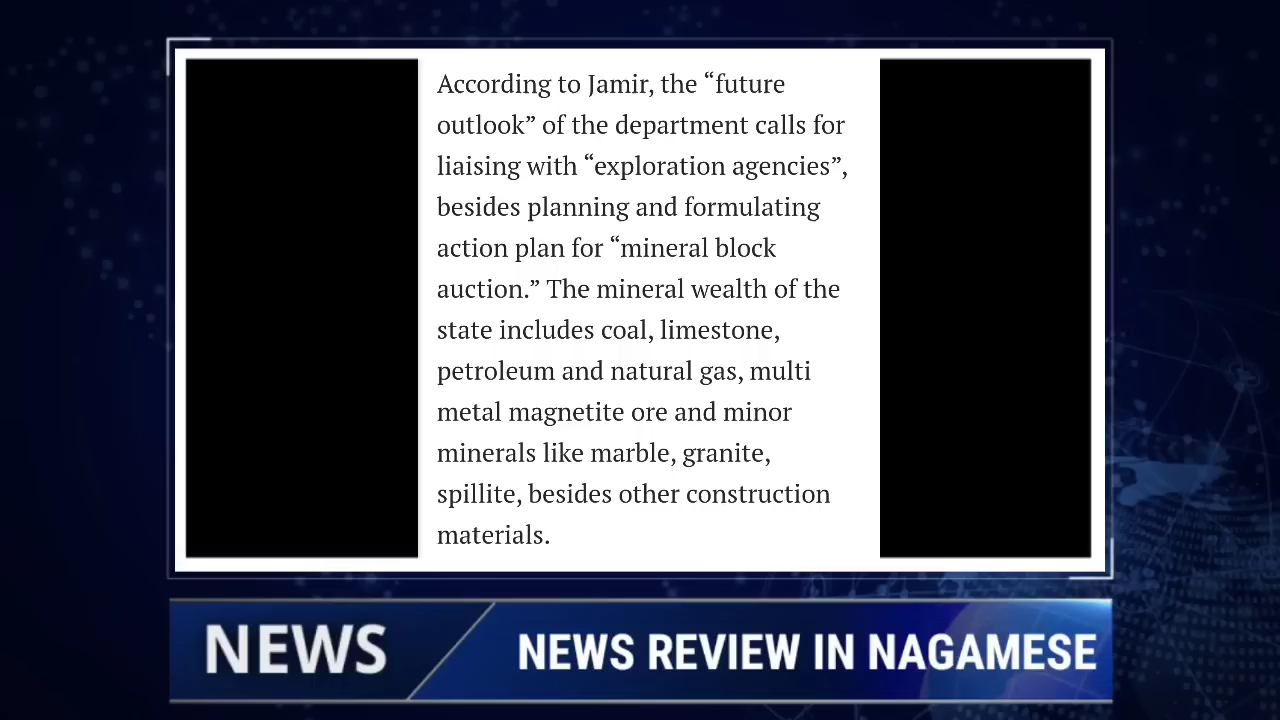 According to Jamir, the “future
outlook” of the department calls for
liaising with “exploration agencies”,
besides planning and formulating
action plan for “mineral block
auction.” The mineral wealth of the
state includes coal, limestone,
petroleum and natural gas, multi
metal magnetite ore and minor
minerals like marble, granite,
spillite, besides other construction
materials.
NEWS
NEWS REVIEW IN NAGAMESE